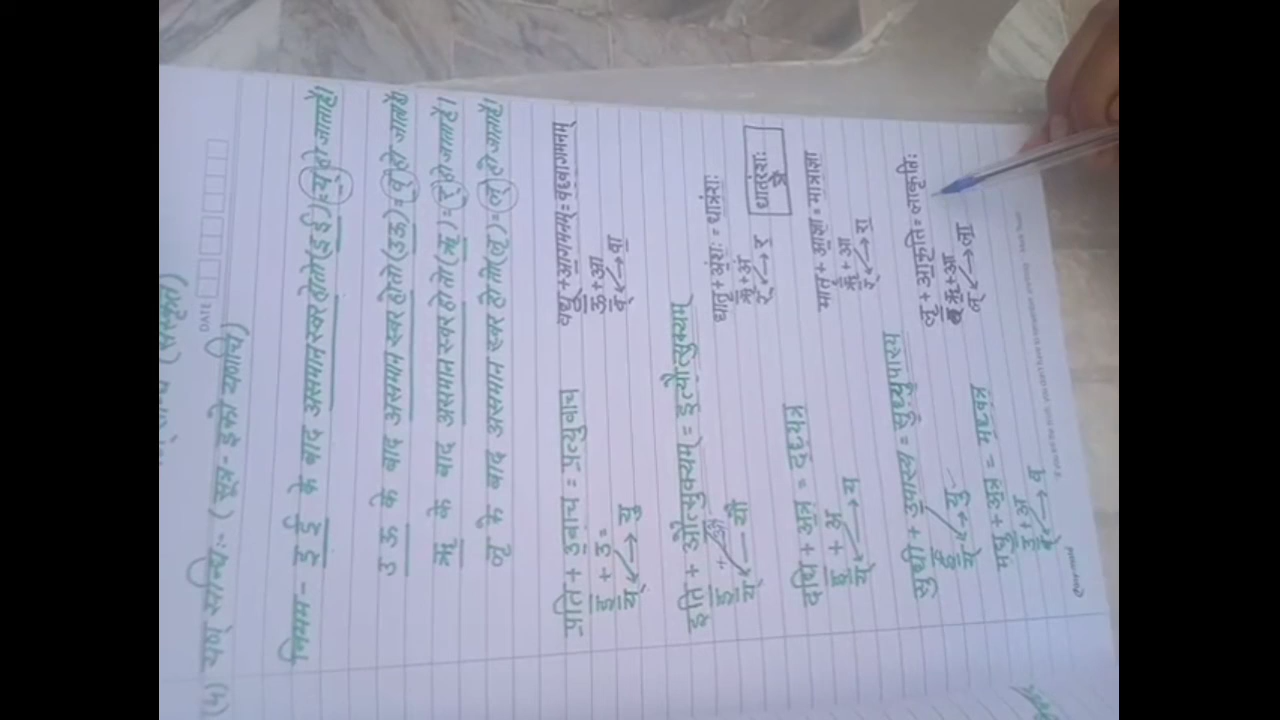 (संस्कृत)
DATE
(4) यण् सन्धि:- (सूत्र - इको यणचि)
नियम - इ ई के बाद असमान स्वर हो तो (इ ई) = य् हो जाता है।
उ ऊ के बाद असमान स्वर हो तो (उ ऊ) = व् हो जाता है
ऋ के बाद असमान स्वर हो तो (ऋ) = र् हो जाता है।
लृ के बाद असमान स्वर हो तो (लृ) = ल् हो जाता है।
प्रति + उवाच = प्रत्युवाच
इ + उ =
य् → यु
वधू + आगमनम् = वध्वागमनम्
ऊ + आ
व् → वा
इति + औत्सुक्यम् = इत्यौत्सुक्यम्
इ + औ
य् यौ
धातृ + अंशः = धात्रंशः
ऋ + अ
र् → र
धात्रंशः
दधि + अत्र = दध्यत्र
इ + अ
य् → य
मातृ + आज्ञा = मात्राज्ञा
ऋ + आ
र् → रा
सुधी + उपास्य = सुध्युपास्य
ई
य् → यु
लृ + आकृति = लाकृतिः
लृ + आ
ल् → ला
मधु + अत्र = मध्वत्र
उ + अ
व् → व